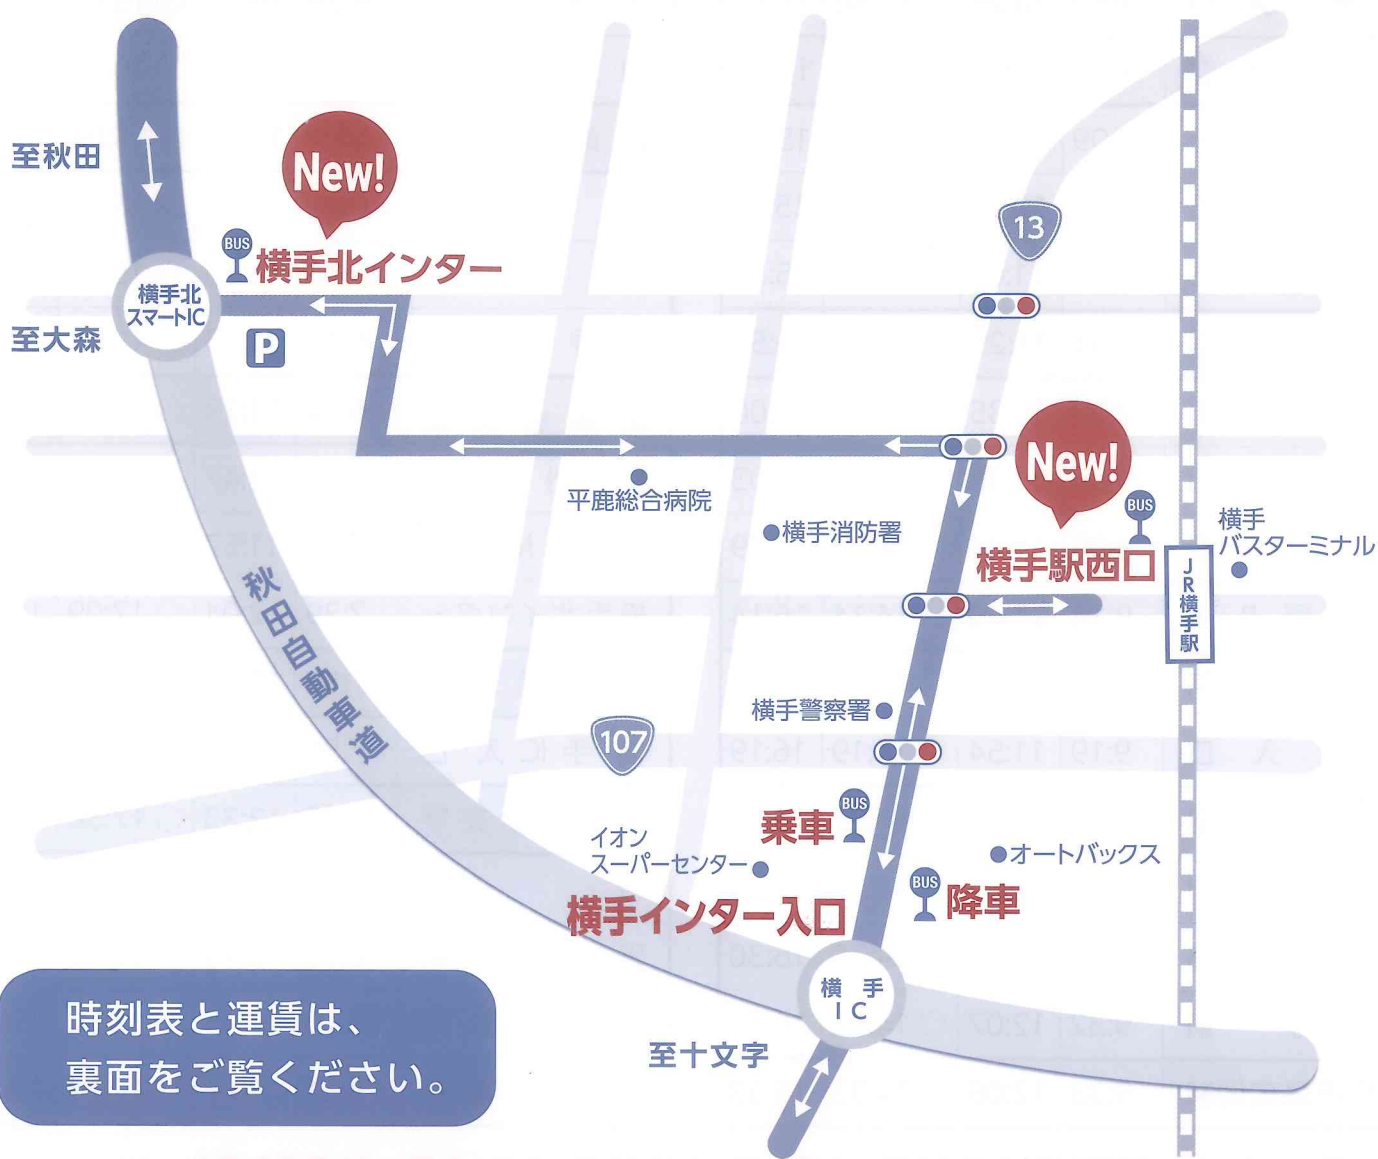 至秋田
New!
BUS
横手北インター
13
横手北
スマートIC
至大森
P
New!
BUS
平鹿総合病院
横手消防署
横手駅西口
横手
バスターミナル
JR横手駅
秋田自動車道
横手警察署
107
BUS
乗車
イオン
スーパーセンター
オートバックス
BUS
降車
横手インター入口
横手
IC
時刻表と運賃は、
裏面をご覧ください。
至十文字